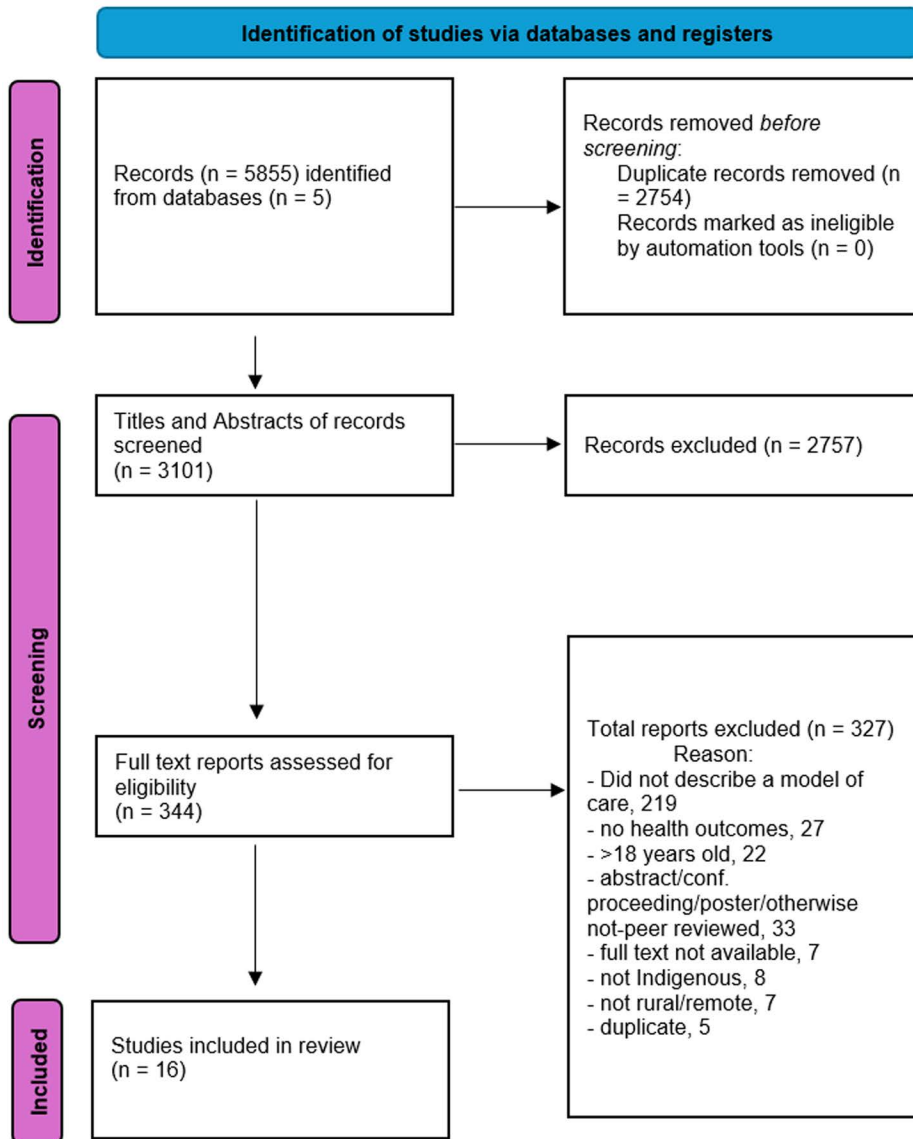 Identification of studies via databases and registers
Identification
Records (n = 5855) identified
from databases (n = 5)
Records removed before
screening:
Duplicate records removed (n
= 2754)
Records marked as ineligible
by automation tools (n = 0)
Screening
Titles and Abstracts of records
screened
(n = 3101)
Records excluded (n = 2757)
Full text reports assessed for
eligibility
(n = 344)
Total reports excluded (n = 327)
Reason:
- Did not describe a model of
care, 219
- no health outcomes, 27
- >18 years old, 22
- abstract/conf.
proceeding/poster/otherwise
not-peer reviewed, 33
- full text not available, 7
- not Indigenous, 8
- not rural/remote, 7
- duplicate, 5
Included
Studies included in review
(n = 16)